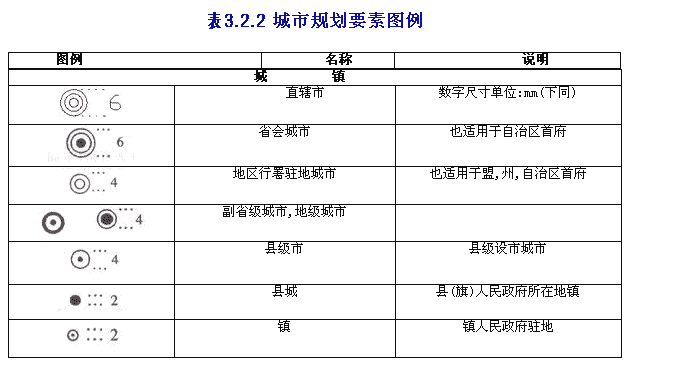 表3.2.2 城市规划要素图例
图例 名称 说明
城 镇
6 直辖市 数字尺寸单位:mm(下同)
6 省会城市 也适用于自治区首府
4 地区行署驻地城市 也适用于盟,州,自治区首府
4 副省级城市,地级城市
4 县级市 县级设市城市
2 县城 县(旗)人民政府所在地镇
2 镇 镇人民政府驻地